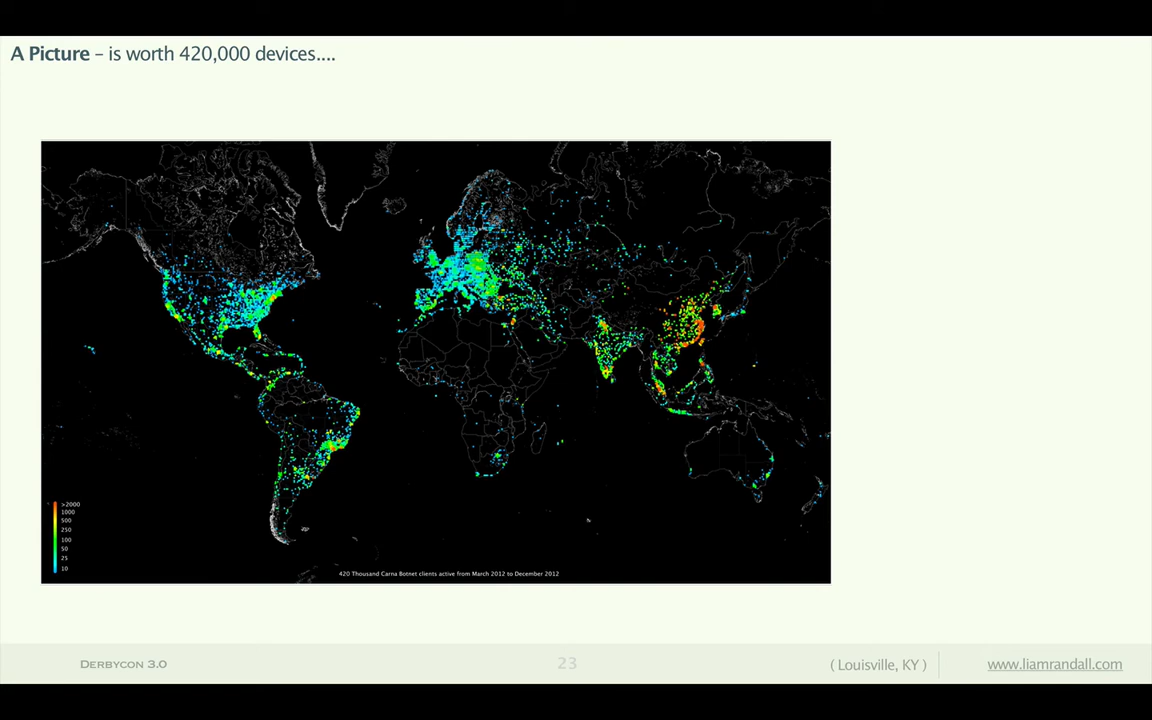 A Picture – is worth 420,000 devices....
>2000
1000
500
250
100
50
25
10
420 Thousand Carna Botnet clients active from March 2012 to December 2012
DERBYCON 3.0
23
( Louisville, KY )
www.liamrandall.com